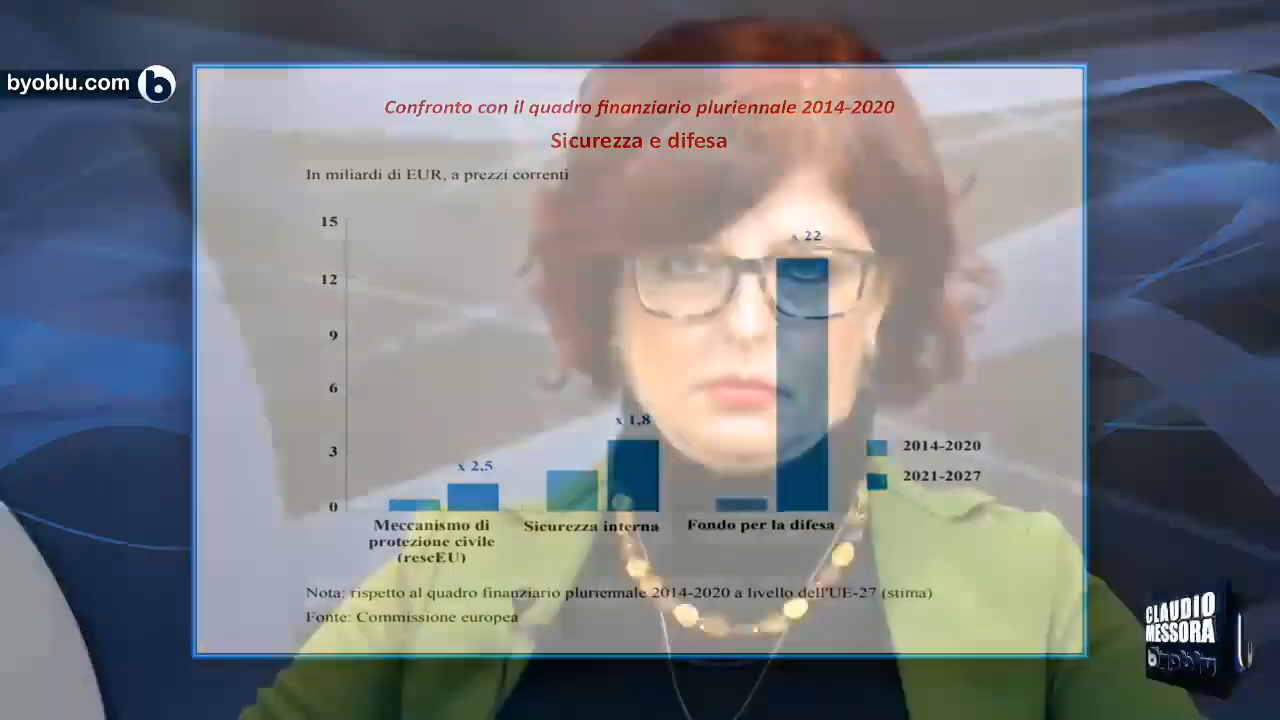 byoblu.com b
Confronto con il quadro finanziario pluriennale 2014-2020
Sicurezza e difesa
In miliardi di EUR, a prezzi correnti
15
12
9
6
3
0
x 2,5
x 1,8
x 22
2014-2020
2021-2027
Meccanismo di
protezione civile
(rescEU)
Sicurezza interna
Fondo per la difesa
Nota: rispetto al quadro finanziario pluriennale 2014-2020 a livello dell'UE-27 (stima)
Fonte: Commissione europea
CLAUDIO
MESSORA
byoblu